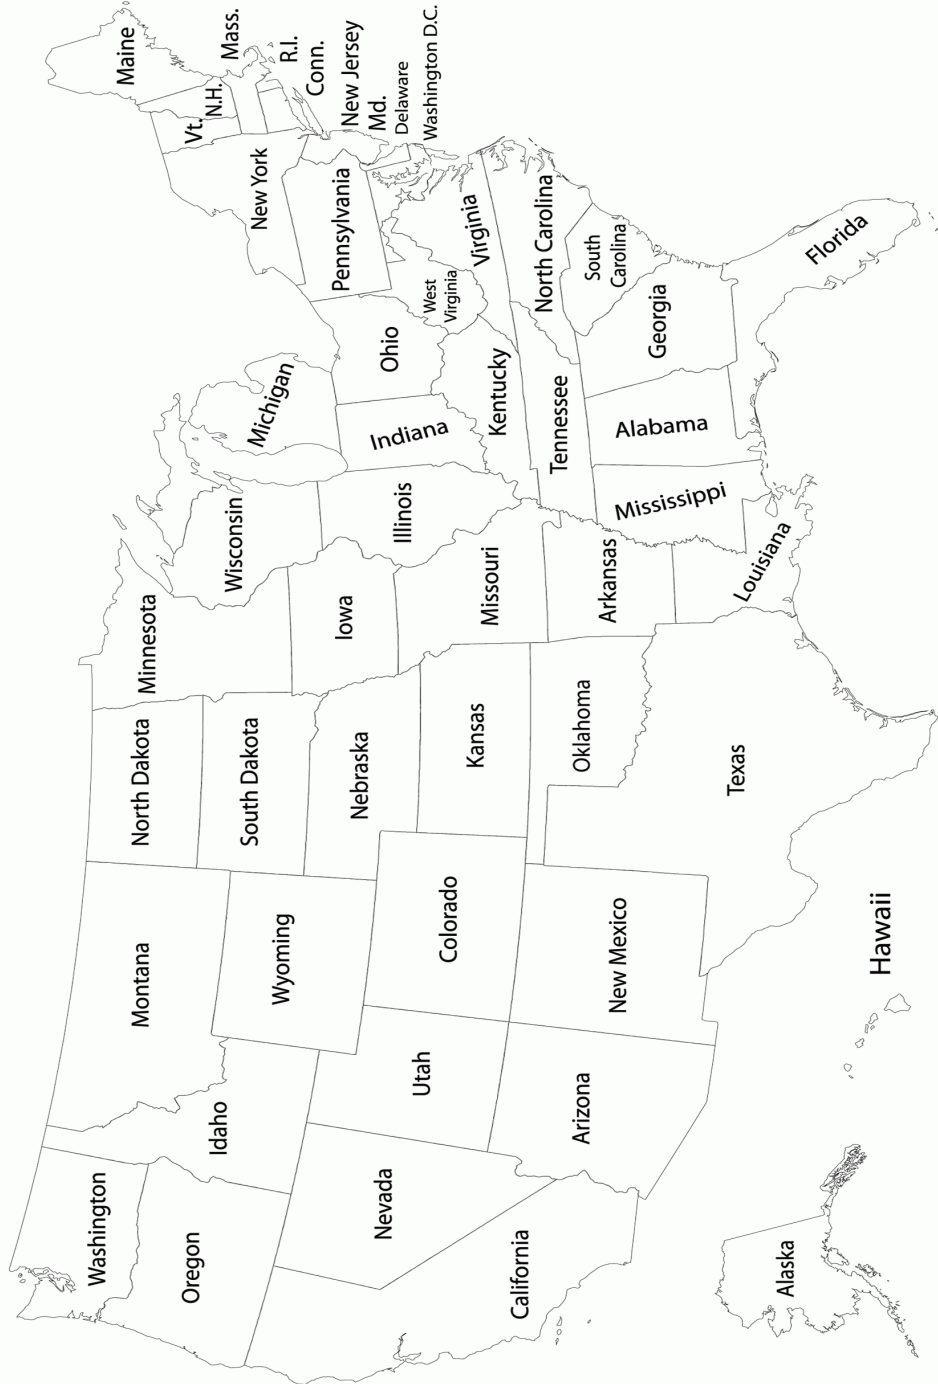 Washington
Oregon
California
Nevada
Idaho
Montana
Wyoming
Utah
Arizona
Colorado
New Mexico
North Dakota
South Dakota
Nebraska
Kansas
Oklahoma
Texas
Minnesota
Iowa
Missouri
Arkansas
Louisiana
Wisconsin
Illinois
Michigan
Indiana
Ohio
Kentucky
Tennessee
Mississippi
Alabama
Georgia
Florida
South
Carolina
North Carolina
Virginia
West
Virginia
Pennsylvania
New York
Vt.
N.H.
Maine
Mass.
R.I.
Conn.
New Jersey
Md.
Delaware
Washington D.C.
Alaska
Hawaii